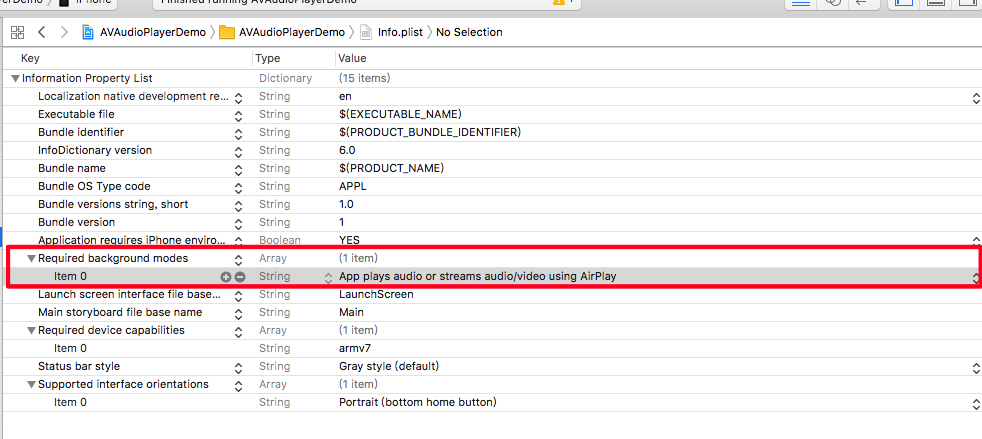 iPhone
Finished running AVAudioPlayerDemo
AVAudioPlayerDemo AVAudioPlayerDemo Info.plist No Selection
Key Type Value
Information Property List Dictionary (15 items)
Localization native development re... String en
Executable file String $(EXECUTABLE_NAME)
Bundle identifier String $(PRODUCT_BUNDLE_IDENTIFIER)
InfoDictionary version String 6.0
Bundle name String $(PRODUCT_NAME)
Bundle OS Type code String APPL
Bundle versions string, short String 1.0
Bundle version String 1
Application requires iPhone enviro... Boolean YES
Required background modes Array (1 item)
Item 0 String App plays audio or streams audio/video using AirPlay
Launch screen interface file base... String LaunchScreen
Main storyboard file base name String Main
Required device capabilities Array (1 item)
Item 0 String armv7
Status bar style String Gray style (default)
Supported interface orientations Array (1 item)
Item 0 String Portrait (bottom home button)